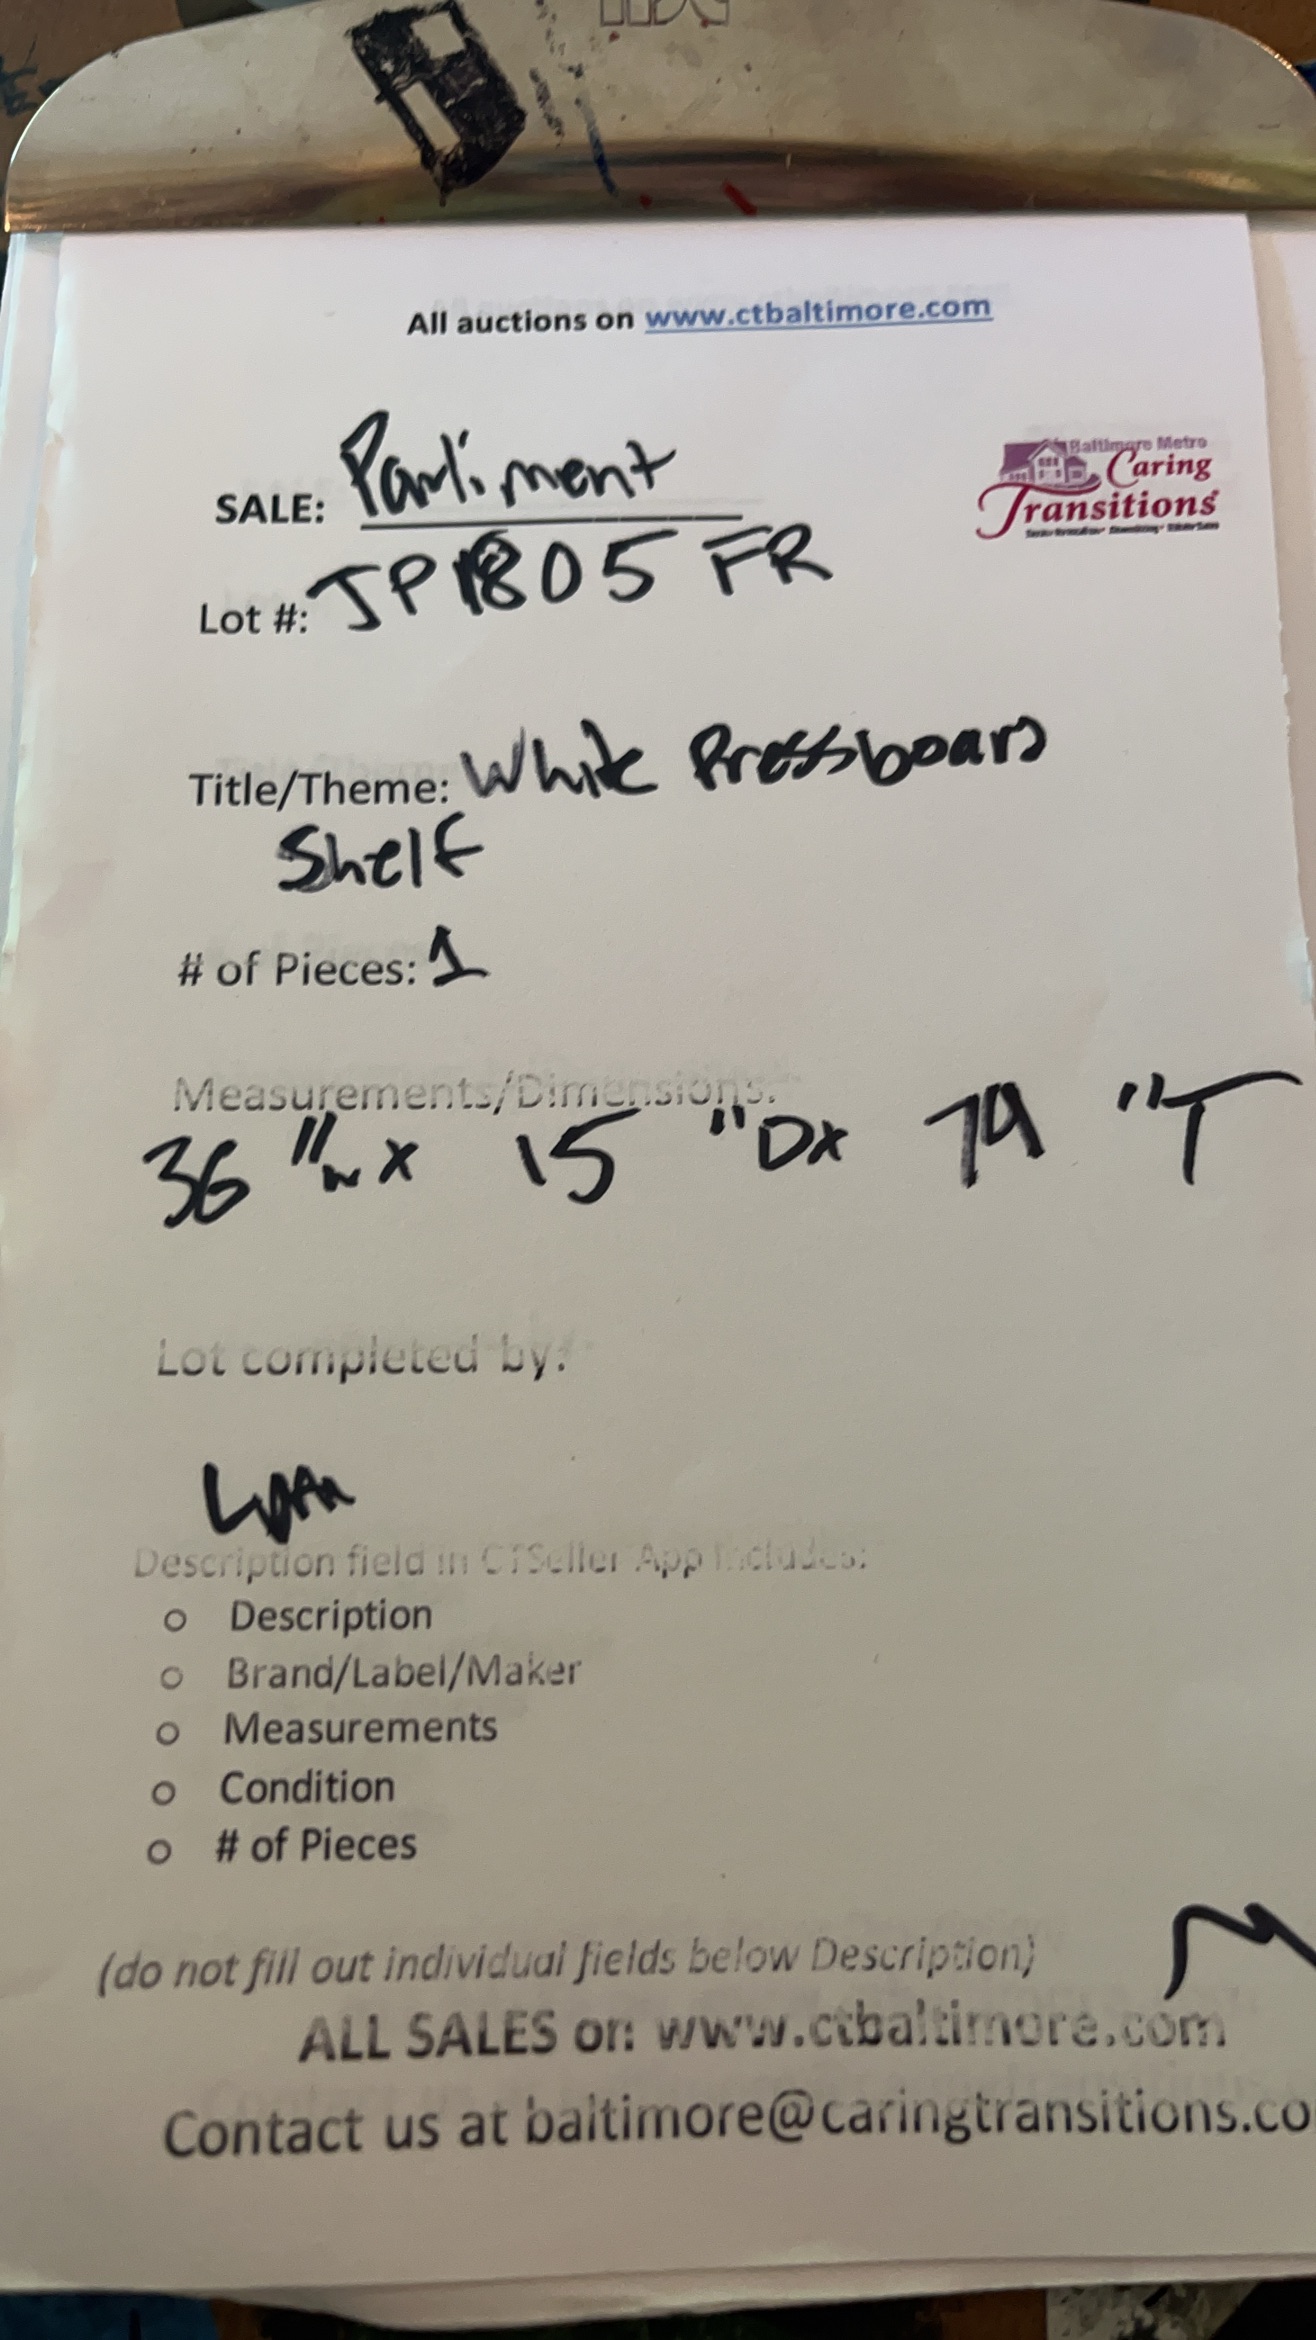 All auctions on www.ctbaltimore.com
SALE: Parliment
Baltimore Metro
Caring
Transitions
Lot #: JP1805 FR
Title/Theme: White Pressboard
Shelf
# of Pieces: 1
Measurements/Dimensions:
36 "w x 15 "D x 79 "T
Lot completed by:
Description field in CTSeller App includes:
o Description
o Brand/Label/Maker
o Measurements
o Condition
o # of Pieces
(do not fill out individual fields below Description)
ALL SALES on: www.ctbaltimore.com
Contact us at baltimore@caringtransitions.co